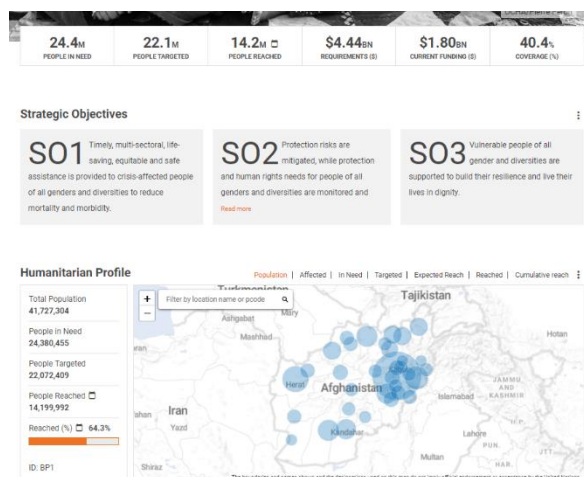 24.4M
PEOPLE IN NEED
22.1M
PEOPLE TARGETED
14.2M
PEOPLE REACHED
$4.44BN
REQUIREMENTS ($)
$1.80BN
CURRENT FUNDING ($)
40.4%
COVERAGE (%)
Strategic Objectives
SO1 Timely, multi-sectoral, life-
saving, equitable and safe
assistance is provided to crisis-affected people
of all genders and diversities to reduce
mortality and morbidity.
SO2 Protection risks are
mitigated, while protection
and human rights needs for people of all
genders and diversities are monitored and
Read more
SO3 Vulnerable people of all
gender and diversities are
supported to build their resilience and live their
lives in dignity.
Humanitarian Profile
Population | Affected | In Need | Targeted | Expected Reach | Reached | Cumulative reach
Total Population
41,727,304
People in Need
24,380,455
People Targeted
22,072,409
People Reached
14,199,992
Reached (%) 64.3%
ID: BP1
+
−
Filter by location name or pcode
Turkmenistan
Tajikistan
Ashgabat
Mary
Mashhad
Hotan
Herat
Afghanistan
Islamabad
JAMMU
AND
KASHMIR
Iran
Yazd
Kandahar
Lahore
H.P.
PUN.
Multan
HAR.
Shiraz